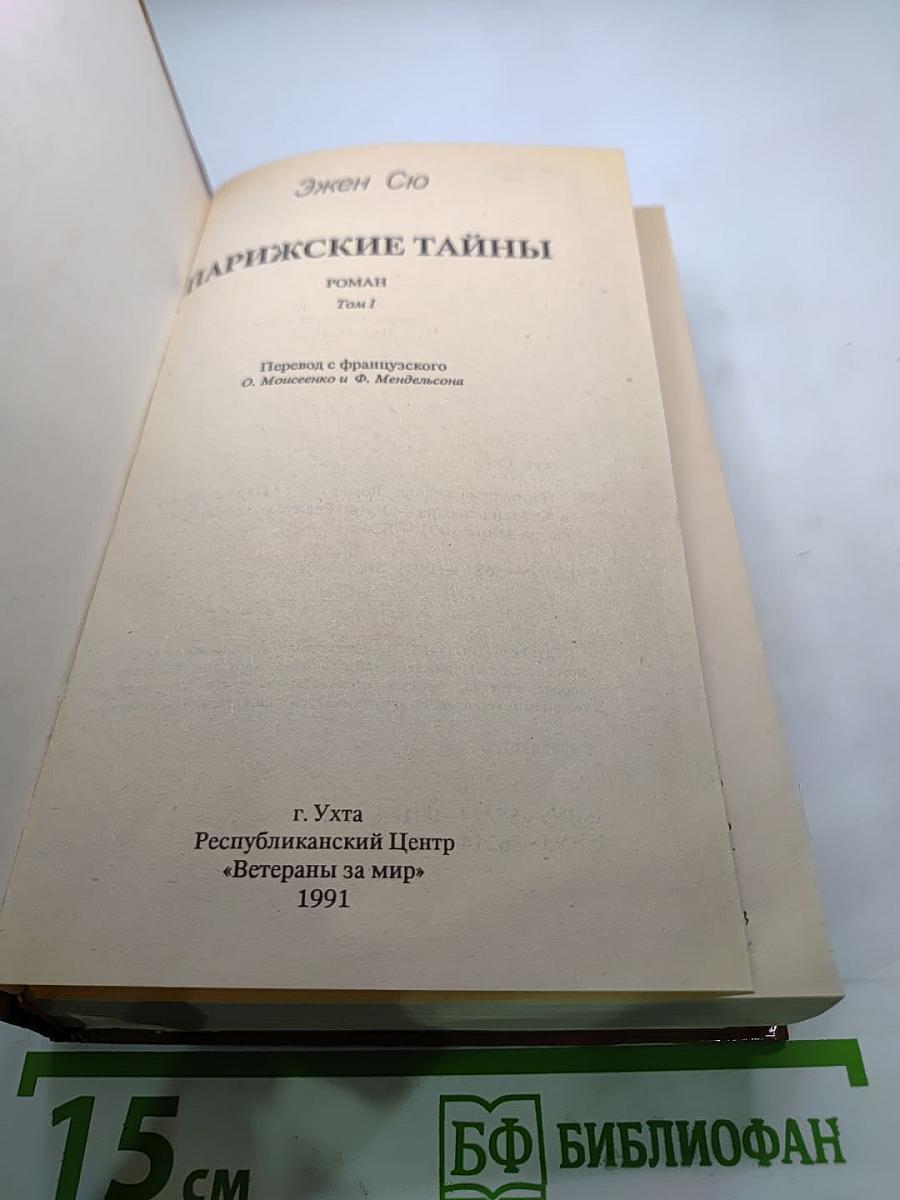 Эжен Сю
ПАРИЖСКИЕ ТАЙНЫ
РОМАН
Том I
Перевод с французского
О. Моисеенко и Ф. Мендельсона
г. Ухта
Республиканский Центр
«Ветераны за мир»
1991
15 см
БФ БИБЛИОФАН